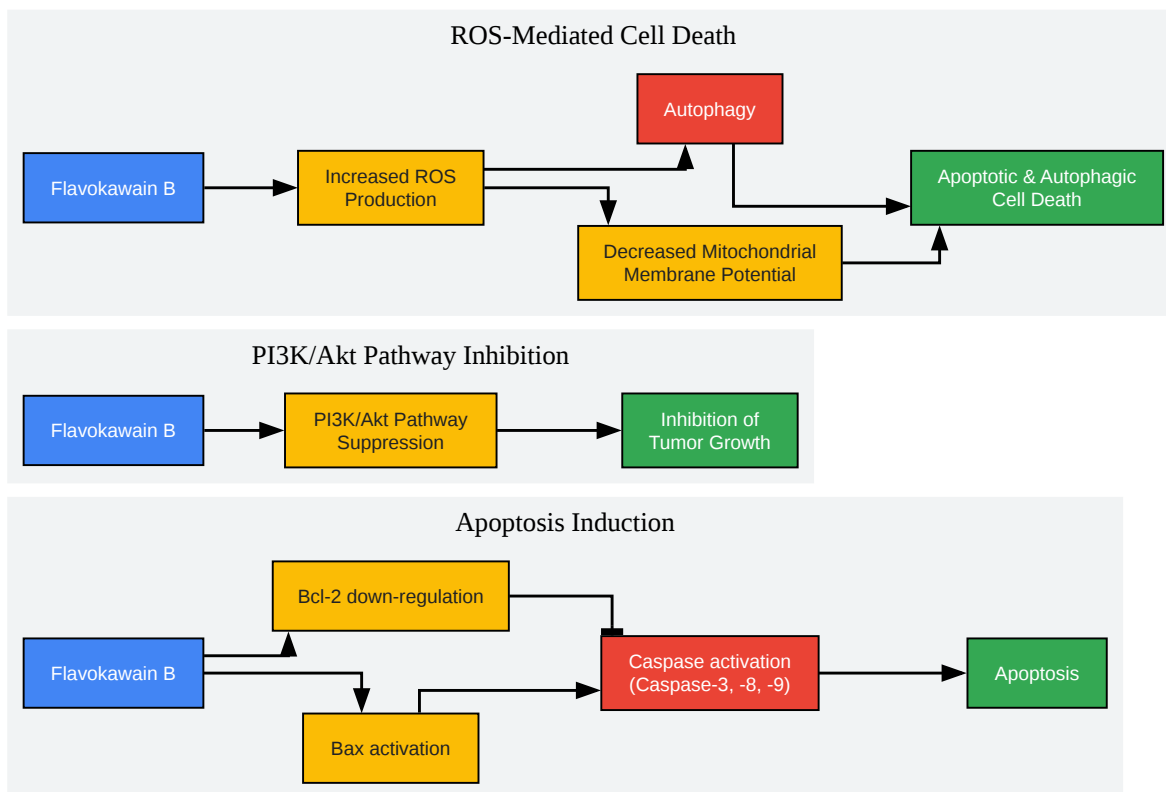 ROS-Mediated Cell Death
Autophagy
Flavokawain B
Increased ROS
Production
Apoptotic & Autophagic
Cell Death
Decreased Mitochondrial
Membrane Potential
PI3K/Akt Pathway Inhibition
Flavokawain B
PI3K/Akt Pathway
Suppression
Inhibition of
Tumor Growth
Apoptosis Induction
Bcl-2 down-regulation
Flavokawain B
Caspase activation
(Caspase-3, -8, -9)
Apoptosis
Bax activation